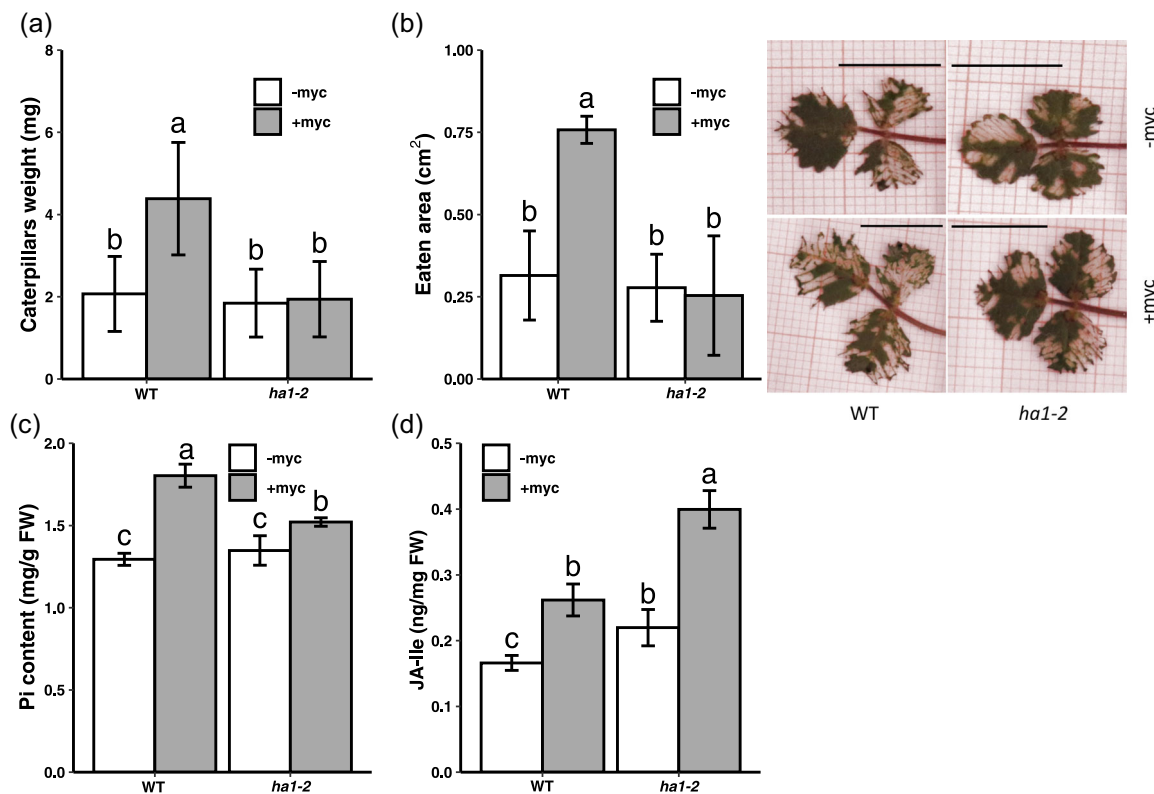 (a)
Caterpillars weight (mg)
8
6
4
2
0
-myc
+myc
b
a
b
b
WT
ha1-2
(b)
Eaten area (cm²)
1.00
0.75
0.50
0.25
0.00
-myc
+myc
b
a
b
b
WT
ha1-2
-myc
+myc
WT
ha1-2
(c)
Pi content (mg/g FW)
2.0
1.5
1.0
0.5
0.0
-myc
+myc
c
a
c
b
WT
ha1-2
(d)
JA-Ile (ng/mg FW)
0.5
0.4
0.3
0.2
0.1
0.0
-myc
+myc
c
b
b
a
WT
ha1-2